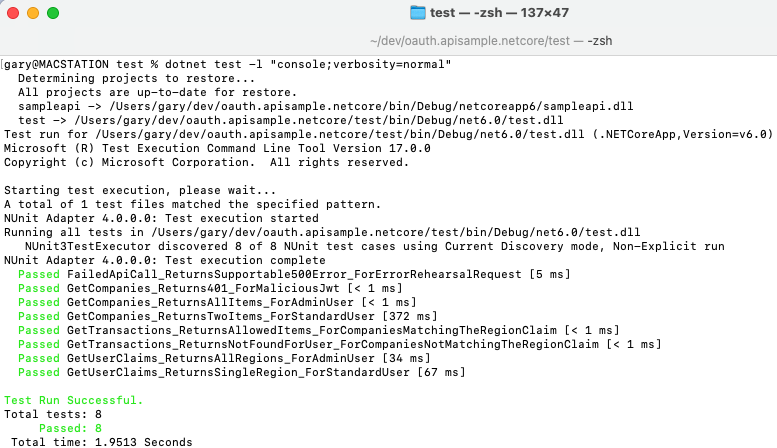 test — -zsh — 137×47
~/dev/oauth.apisample.netcore/test — -zsh
[gary@MACSTATION test % dotnet test -l "console;verbosity=normal"
  Determining projects to restore...
  All projects are up-to-date for restore.
  sampleapi -> /Users/gary/dev/oauth.apisample.netcore/bin/Debug/netcoreapp6/sampleapi.dll
  test -> /Users/gary/dev/oauth.apisample.netcore/test/bin/Debug/net6.0/test.dll
Test run for /Users/gary/dev/oauth.apisample.netcore/test/bin/Debug/net6.0/test.dll (.NETCoreApp,Version=v6.0)
Microsoft (R) Test Execution Command Line Tool Version 17.0.0
Copyright (c) Microsoft Corporation.  All rights reserved.

Starting test execution, please wait...
A total of 1 test files matched the specified pattern.
NUnit Adapter 4.0.0.0: Test execution started
Running all tests in /Users/gary/dev/oauth.apisample.netcore/test/bin/Debug/net6.0/test.dll
   NUnit3TestExecutor discovered 8 of 8 NUnit test cases using Current Discovery mode, Non-Explicit run
NUnit Adapter 4.0.0.0: Test execution complete
  Passed FailedApiCall_ReturnsSupportable500Error_ForErrorRehearsalRequest [5 ms]
  Passed GetCompanies_Returns401_ForMaliciousJwt [< 1 ms]
  Passed GetCompanies_ReturnsAllItems_ForAdminUser [< 1 ms]
  Passed GetCompanies_ReturnsTwoItems_ForStandardUser [372 ms]
  Passed GetTransactions_ReturnsAllowedItems_ForCompaniesMatchingTheRegionClaim [< 1 ms]
  Passed GetTransactions_ReturnsNotFoundForUser_ForCompaniesNotMatchingTheRegionClaim [< 1 ms]
  Passed GetUserClaims_ReturnsAllRegions_ForAdminUser [34 ms]
  Passed GetUserClaims_ReturnsSingleRegion_ForStandardUser [67 ms]

Test Run Successful.
Total tests: 8
     Passed: 8
 Total time: 1.9513 Seconds